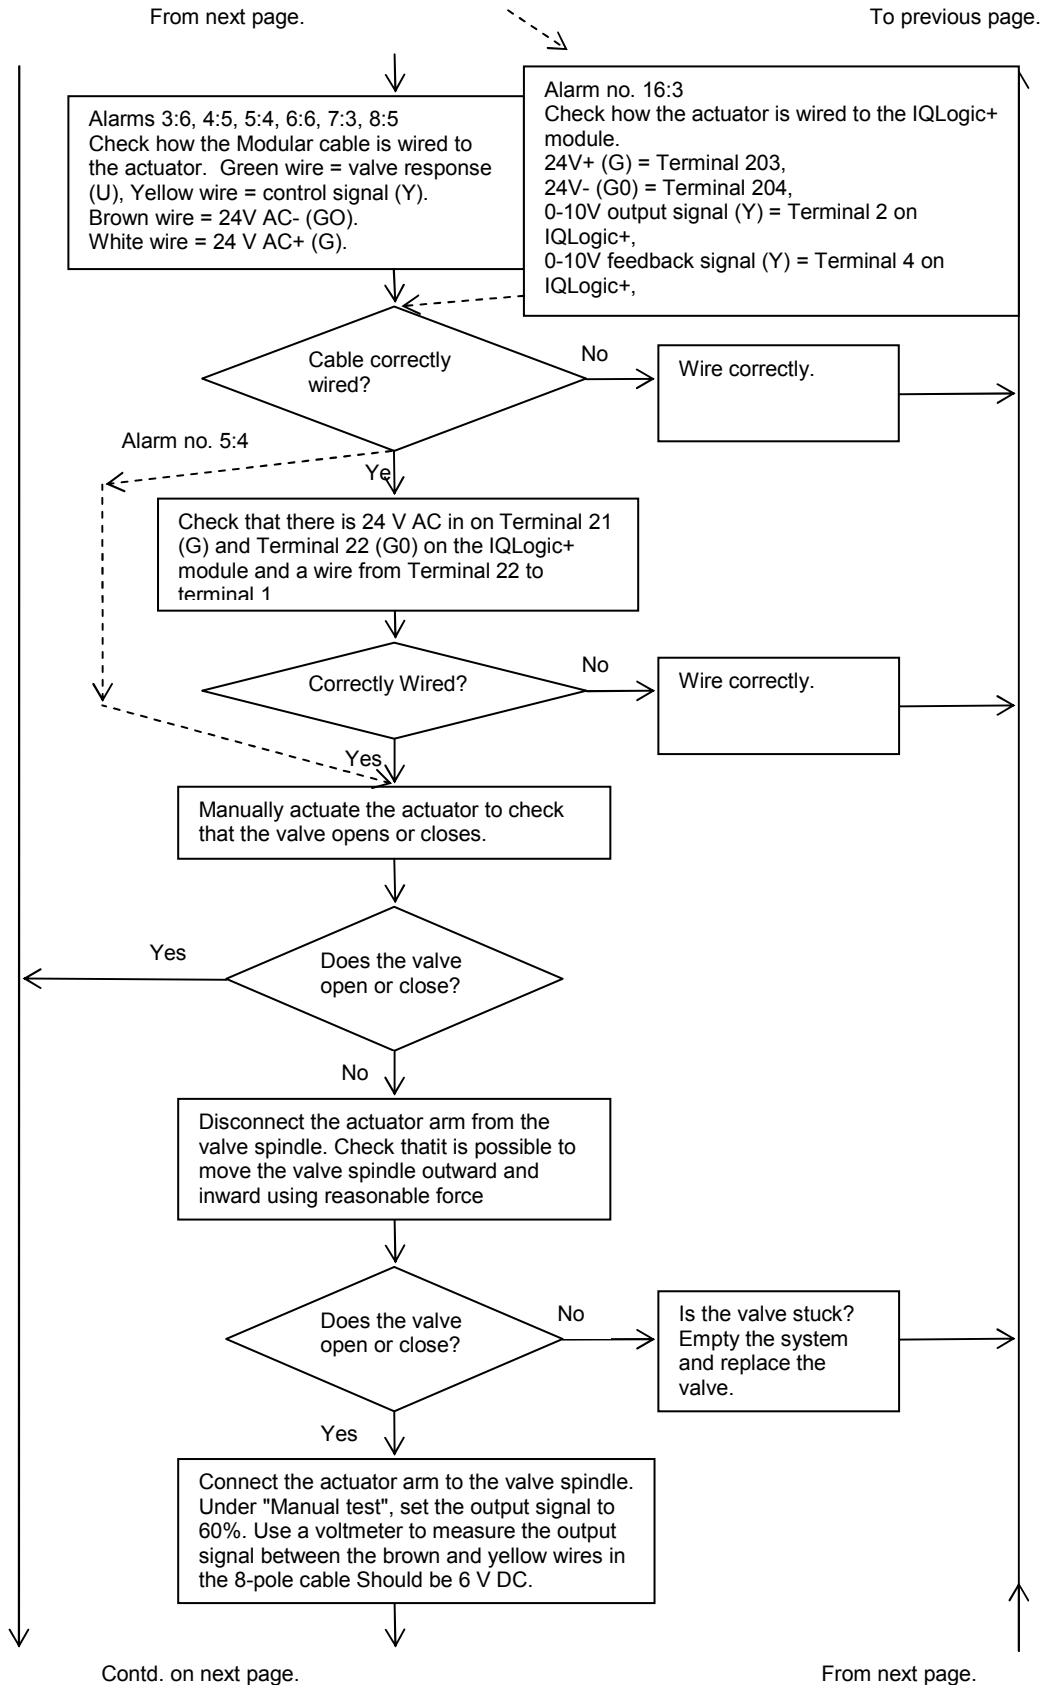 From next page.
To previous page.
Alarms 3:6, 4:5, 5:4, 6:6, 7:3, 8:5
Check how the Modular cable is wired to
the actuator.  Green wire = valve response
(U), Yellow wire = control signal (Y).
Brown wire = 24V AC- (GO).
White wire = 24 V AC+ (G).
Alarm no. 16:3
Check how the actuator is wired to the IQLogic+
module.
24V+ (G) = Terminal 203,
24V- (G0) = Terminal 204,
0-10V output signal (Y) = Terminal 2 on
IQLogic+,
0-10V feedback signal (Y) = Terminal 4 on
IQLogic+,
Cable correctly
wired?
No
Wire correctly.
Alarm no. 5:4
Ye
Check that there is 24 V AC in on Terminal 21
(G) and Terminal 22 (G0) on the IQLogic+
module and a wire from Terminal 22 to
terminal 1
Correctly Wired?
No
Wire correctly.
Yes
Manually actuate the actuator to check
that the valve opens or closes.
Yes
Does the valve
open or close?
No
Disconnect the actuator arm from the
valve spindle. Check thatit is possible to
move the valve spindle outward and
inward using reasonable force
Does the valve
open or close?
No
Is the valve stuck?
Empty the system
and replace the
valve.
Yes
Connect the actuator arm to the valve spindle.
Under "Manual test", set the output signal to
60%. Use a voltmeter to measure the output
signal between the brown and yellow wires in
the 8-pole cable Should be 6 V DC.
Contd. on next page.
From next page.